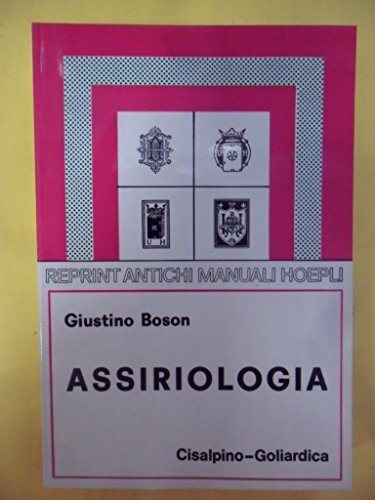 REPRINT ANTICHI MANUALI HOEPLI
Giustino Boson
ASSIRIOLOGIA
Cisalpino–Goliardica